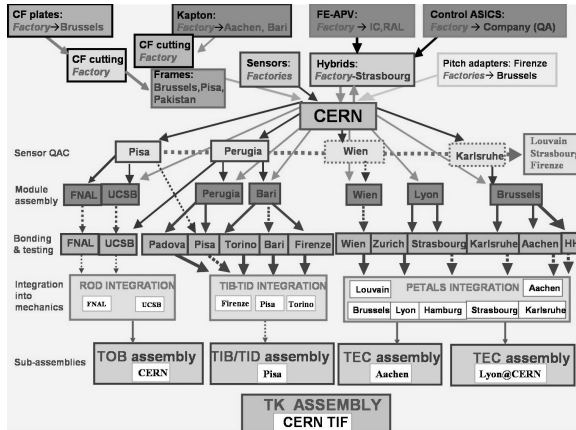 CF plates:
Factory→Brussels
Kapton:
Factory→Aachen, Bari
FE-APV:
Factory→IC,RAL
Control ASiCS:
Factory→ Company (QA)
CF cutting
Factory
CF cutting
Factory
Frames:
Brussels,Pisa,
Pakistan
Sensors:
Factories
Hybrids:
Factory-Strasbourg
Pitch adapters: Firenze
Factories→ Brussels
CERN
Sensor QAC
Pisa
Perugia
Wien
Karlsruhe
Louvain
Strasbourg
Firenze
Module
assembly
FNAL
UCSB
Perugia
Bari
Wien
Lyon
Brussels
Bonding
& testing
FNAL
UCSB
Padova
Pisa
Torino
Bari
Firenze
Wien
Zurich
Strasbourg
Karlsruhe
Aachen
HH
Integration
into
mechanics
ROD INTEGRATION
FNAL
UCSB
TIB-TID INTEGRATION
Firenze
Pisa
Torino
Louvain
PETALS INTEGRATION
Aachen
Brussels
Lyon
Hamburg
Strasbourg
Karlsruhe
Sub-assemblies
TOB assembly
CERN
TIB/TID assembly
Pisa
TEC assembly
Aachen
TEC assembly
Lyon@CERN
TK ASSEMBLY
CERN TIF